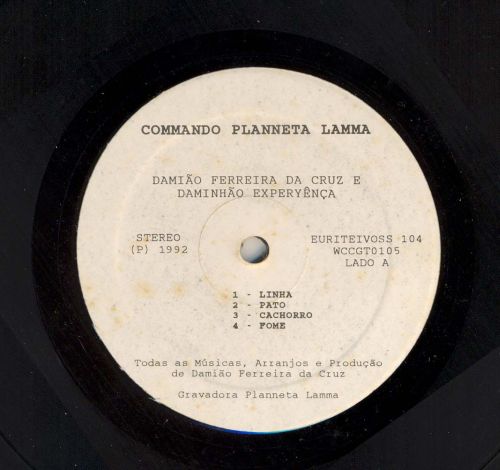 COMMANDO PLANNETA LAMMA
DAMIÃO FERREIRA DA CRUZ E
DAMINHÃO EXPERYÊNÇA
STEREO
(P) 1992
EURITEIVOSS 104
WCCGT0105
LADO A
1 - LINHA
2 - PATO
3 - CACHORRO
4 - FOME
Todas as Músicas, Arranjos e Produção
de Damião Ferreira da Cruz
Gravadora Planneta Lamma